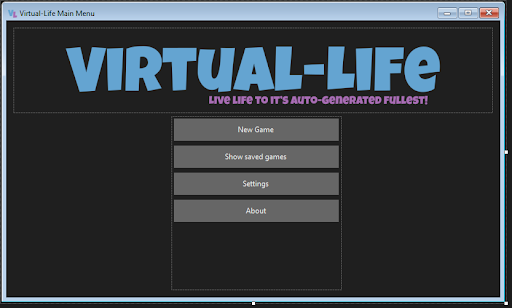 VL Virtual-Life Main Menu
VIRTUAL-LIFE
LIVE LIFE TO IT'S AUTO-GENERATED FULLEST!
New Game
Show saved games
Settings
About